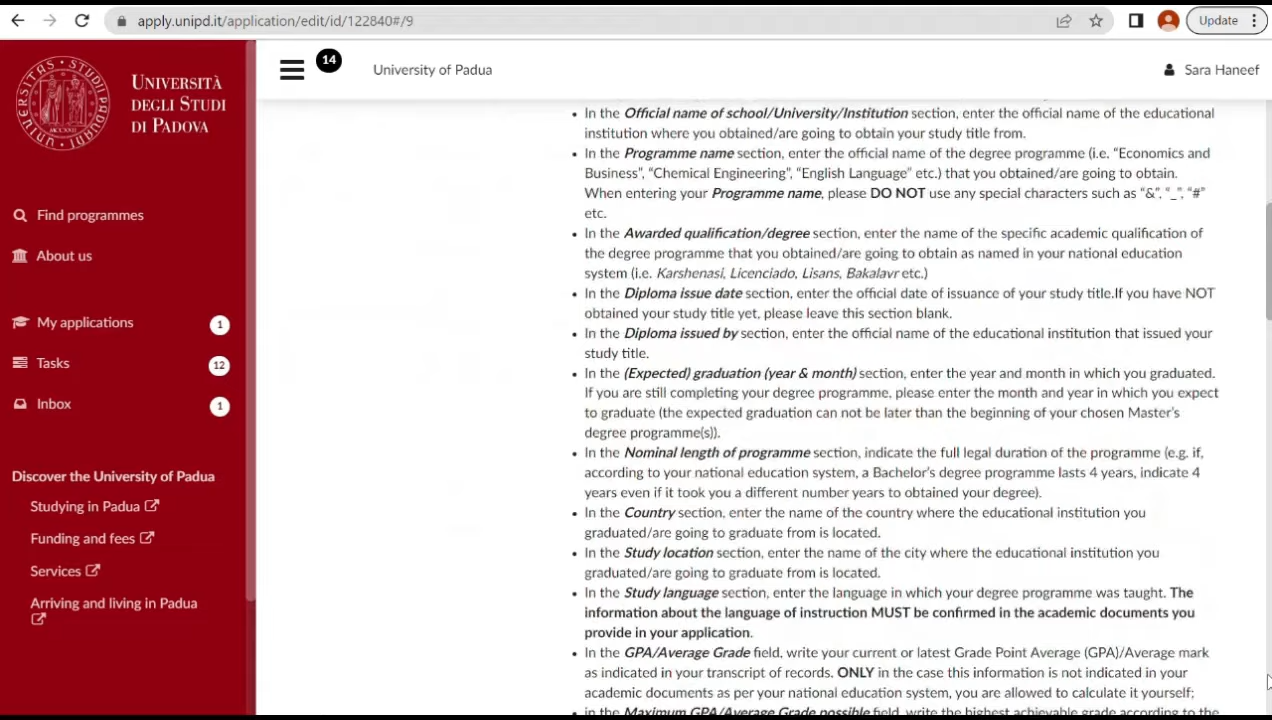 apply.unipd.it/application/edit/id/122840#/9
Update
UNIVERSITÀ
DEGLI STUDI
DI PADOVA
14
University of Padua
Sara Haneef
Find programmes
About us
My applications 1
Tasks 12
Inbox 1
Discover the University of Padua
Studying in Padua
Funding and fees
Services
Arriving and living in Padua
• In the Official name of school/University/Institution section, enter the official name of the educational
institution where you obtained/are going to obtain your study title from.
• In the Programme name section, enter the official name of the degree programme (i.e. “Economics and
Business”, “Chemical Engineering”, “English Language” etc.) that you obtained/are going to obtain.
When entering your Programme name, please DO NOT use any special characters such as “&”, “_”, “#”
etc.
• In the Awarded qualification/degree section, enter the name of the specific academic qualification of
the degree programme that you obtained/are going to obtain as named in your national education
system (i.e. Karshenasi, Licenciado, Lisans, Bakalavr etc.)
• In the Diploma issue date section, enter the official date of issuance of your study title.If you have NOT
obtained your study title yet, please leave this section blank.
• In the Diploma issued by section, enter the official name of the educational institution that issued your
study title.
• In the (Expected) graduation (year & month) section, enter the year and month in which you graduated.
If you are still completing your degree programme, please enter the month and year in which you expect
to graduate (the expected graduation can not be later than the beginning of your chosen Master’s
degree programme(s)).
• In the Nominal length of programme section, indicate the full legal duration of the programme (e.g. if,
according to your national education system, a Bachelor’s degree programme lasts 4 years, indicate 4
years even if it took you a different number years to obtained your degree).
• In the Country section, enter the name of the country where the educational institution you
graduated/are going to graduate from is located.
• In the Study location section, enter the name of the city where the educational institution you
graduated/are going to graduate from is located.
• In the Study language section, enter the language in which your degree programme was taught. The
information about the language of instruction MUST be confirmed in the academic documents you
provide in your application.
• In the GPA/Average Grade field, write your current or latest Grade Point Average (GPA)/Average mark
as indicated in your transcript of records. ONLY in the case this information is not indicated in your
academic documents as per your national education system, you are allowed to calculate it yourself;
• in the Maximum GPA/Average Grade possible field, write the highest achievable grade according to the